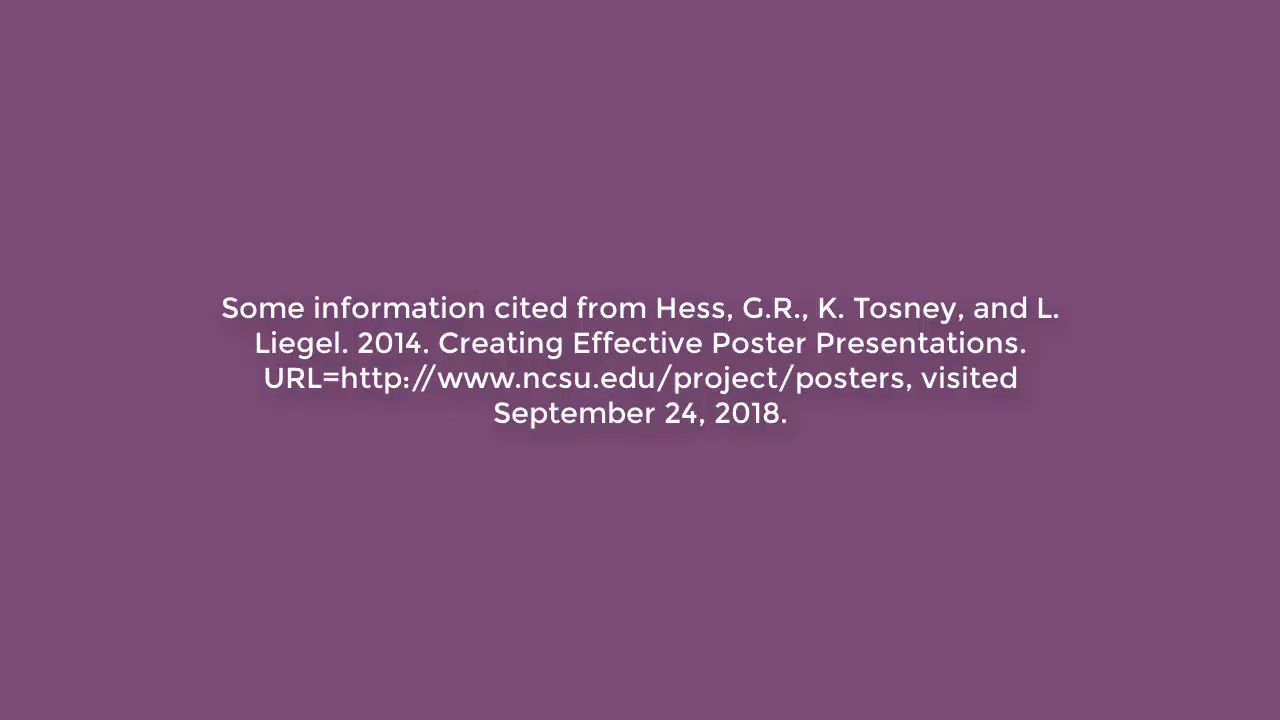 Some information cited from Hess, G.R., K. Tosney, and L.
Liegel. 2014. Creating Effective Poster Presentations.
URL=http://www.ncsu.edu/project/posters, visited
September 24, 2018.